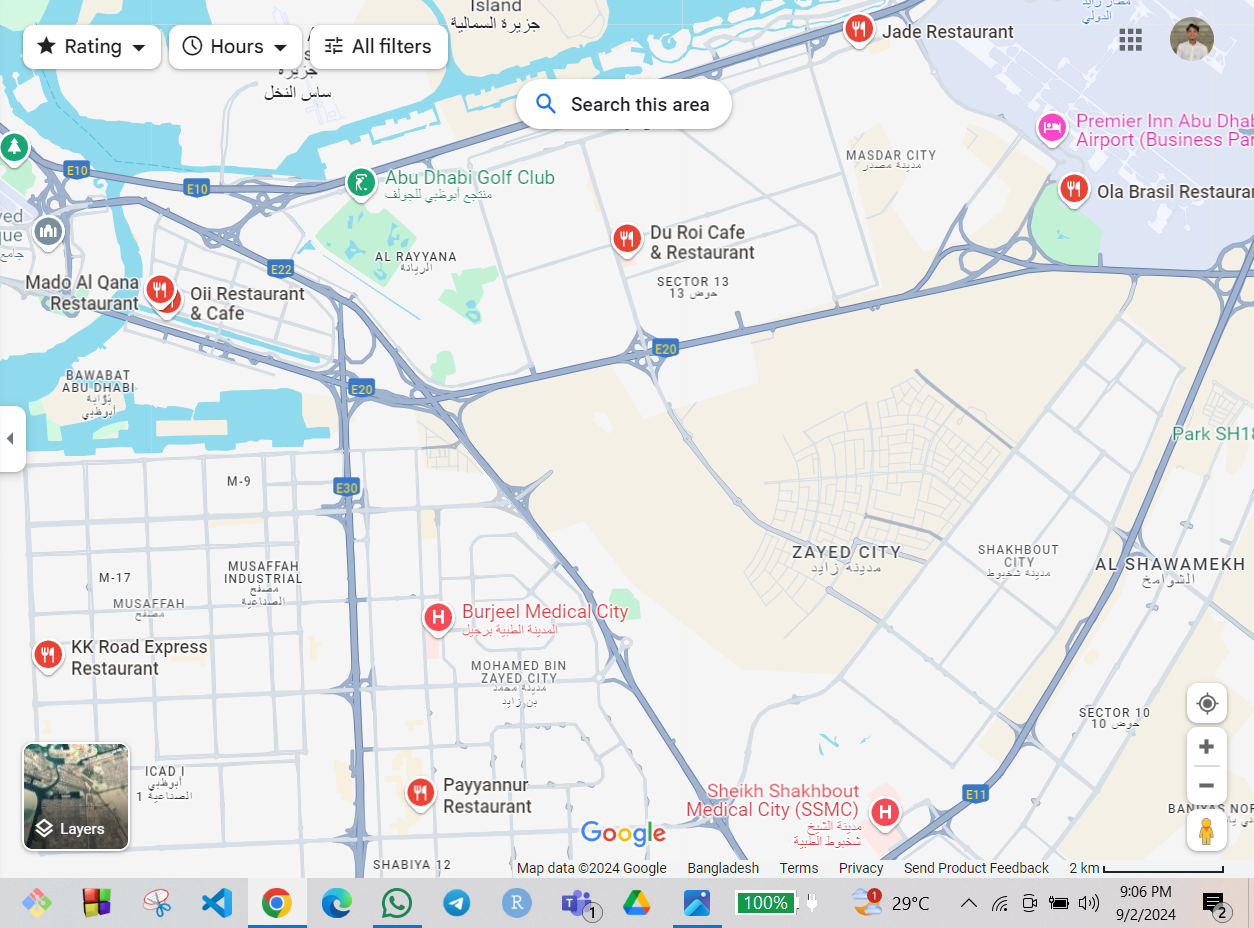 Island
جزيرة السمالية
Rating
Hours
All filters
جزيرة
ساس النخل
Jade Restaurant
Search this area
Premier Inn Abu Dhab
Airport (Business Par
MASDAR CITY
مدينة مصدر
E10
E10
Abu Dhabi Golf Club
منتجع أبوظبي للجولف
Ola Brasil Restauran
yed
que
جامع
Du Roi Cafe
& Restaurant
AL RAYYANA
الريانة
E22
SECTOR 13
حوض 13
Mado Al Qana
Restaurant
Oii Restaurant
& Cafe
E20
BAWABAT
ABU DHABI
بوابة
أبوظبي
E20
Park SH18
M-9
E30
ZAYED CITY
مدينة زايد
SHAKHBOUT
CITY
مدينة شخبوط
AL SHAWAMEKH
الشوامخ
MUSAFFAH
INDUSTRIAL
مصفح
الصناعية
M-17
MUSAFFAH
مصفح
Burjeel Medical City
المدينة الطبية برجيل
KK Road Express
Restaurant
MOHAMED BIN
ZAYED CITY
مدينة محمد
بن زايد
SECTOR 10
حوض 10
ICAD I
أبوظبي
الصناعية 1
Payyannur
Restaurant
Sheikh Shakhbout
Medical City (SSMC)
مدينة الشيخ
شخبوط الطبية
E11
BANIYAS NOR
Layers
Google
SHABIYA 12
Map data ©2024 Google
Bangladesh
Terms
Privacy
Send Product Feedback
2 km
100%
1
1
29°C
9:06 PM
9/2/2024
2